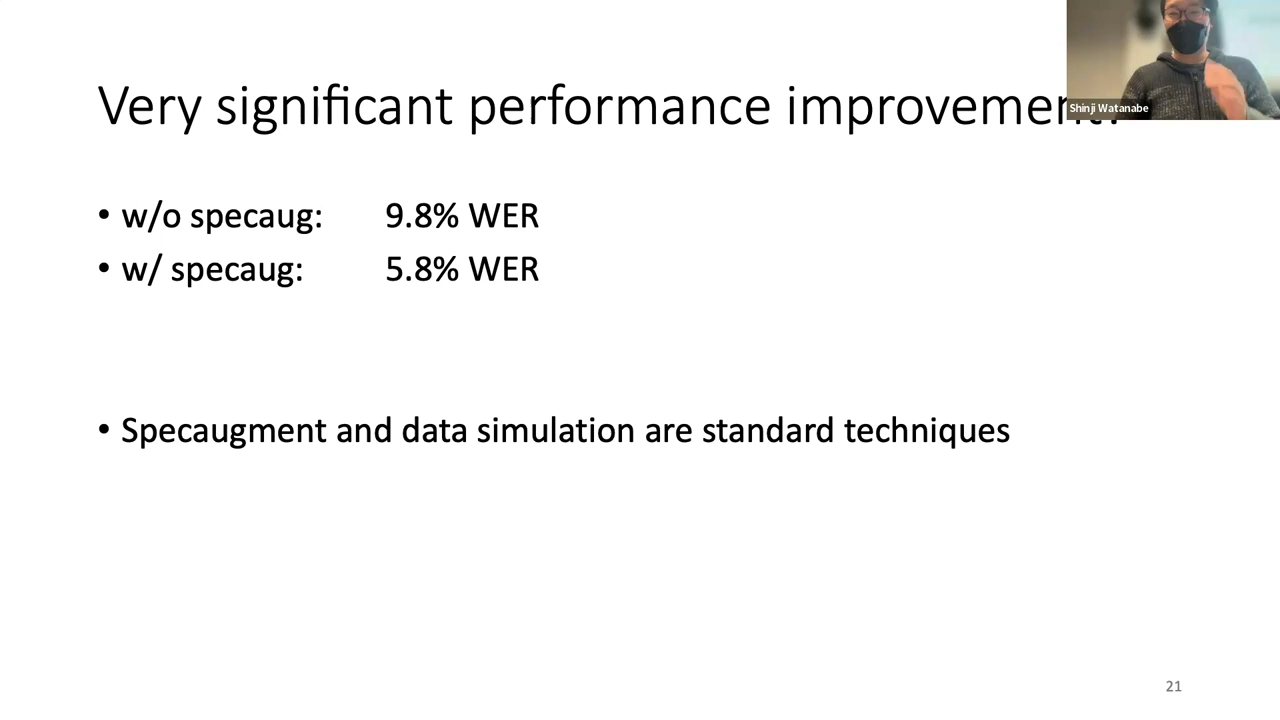 Very significant performance improvement!
Shinji Watanabe
• w/o specaug: 9.8% WER
• w/ specaug: 5.8% WER
• Specaugment and data simulation are standard techniques
21